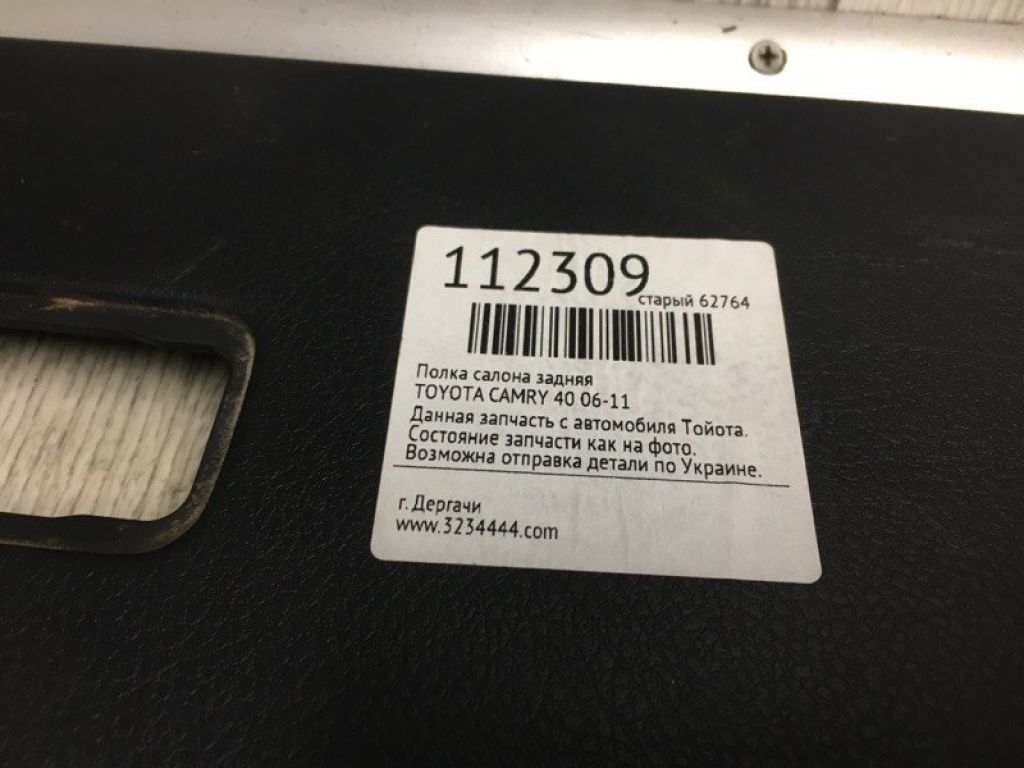 112309
старый 62764
Полка салона задняя
TOYOTA CAMRY 40 06-11
Данная запчасть с автомобиля Тойота.
Состояние запчасти как на фото.
Возможна отправка детали по Украине.
г. Дергачи
www.3234444.com